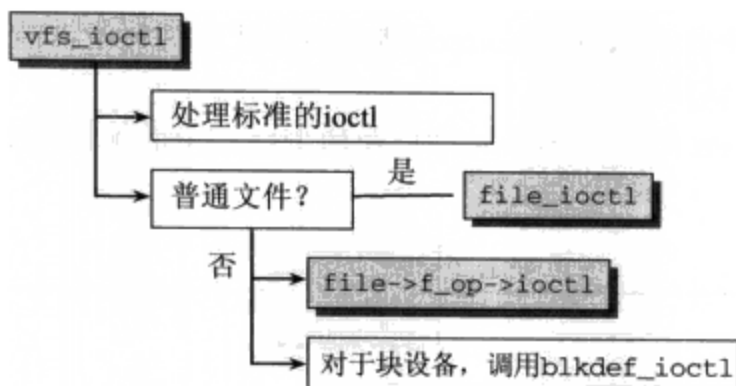 vfs_ioctl
处理标准的ioctl
普通文件？
是
file_ioctl
否
file->f_op->ioctl
对于块设备，调用blkdef_ioctl